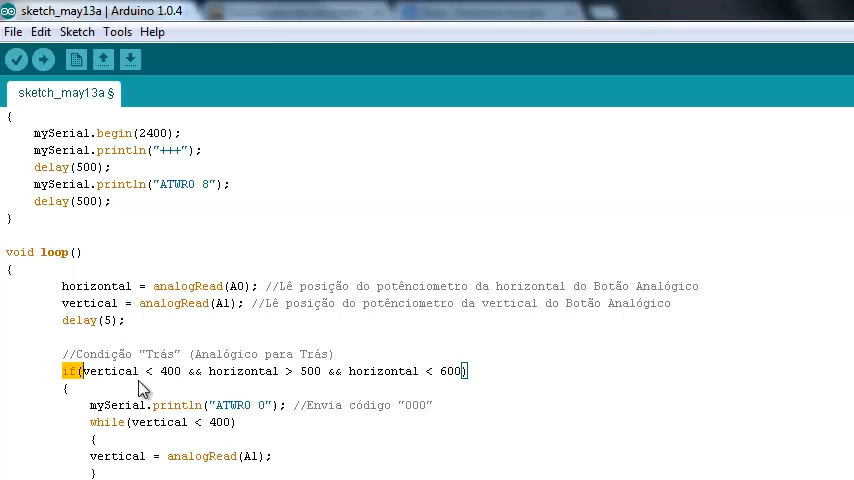 sketch_may13a | Arduino 1.0.4
File Edit Sketch Tools Help
sketch_may13a §
{
mySerial.begin(2400);
mySerial.println("+++");
delay(500);
mySerial.println("ATWR0 8");
delay(500);
}
void loop()
{
horizontal = analogRead(A0); //Lê posição do potênciometro da horizontal do Botão Analógico
vertical = analogRead(A1); //Lê posição do potênciometro da vertical do Botão Analógico
delay(5);
//Condição "Trás" (Analógico para Trás)
if(vertical < 400 && horizontal > 500 && horizontal < 600)
{
mySerial.println("ATWR0 0"); //Envia código "000"
while(vertical < 400)
{
vertical = analogRead(A1);
}